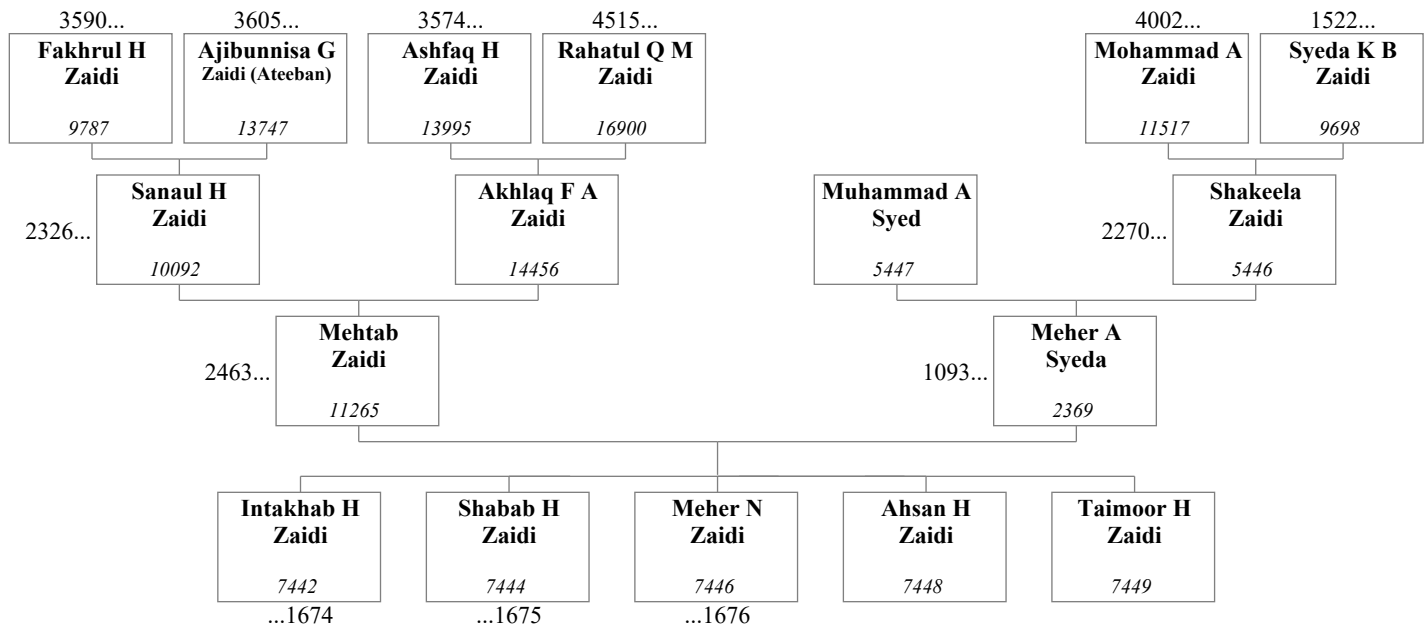 3590...
3605...
3574...
4515...
4002...
1522...
Fakhrul H
Zaidi
9787
Ajibunnisa G
Zaidi (Ateeban)
13747
Ashfaq H
Zaidi
13995
Rahatul Q M
Zaidi
16900
Mohammad A
Zaidi
11517
Syeda K B
Zaidi
9698
2326...
Sanaul H
Zaidi
10092
Akhlaq F A
Zaidi
14456
Muhammad A
Syed
5447
2270...
Shakeela
Zaidi
5446
2463...
Mehtab
Zaidi
11265
1093...
Meher A
Syeda
2369
Intakhab H
Zaidi
7442
...1674
Shabab H
Zaidi
7444
...1675
Meher N
Zaidi
7446
...1676
Ahsan H
Zaidi
7448
Taimoor H
Zaidi
7449